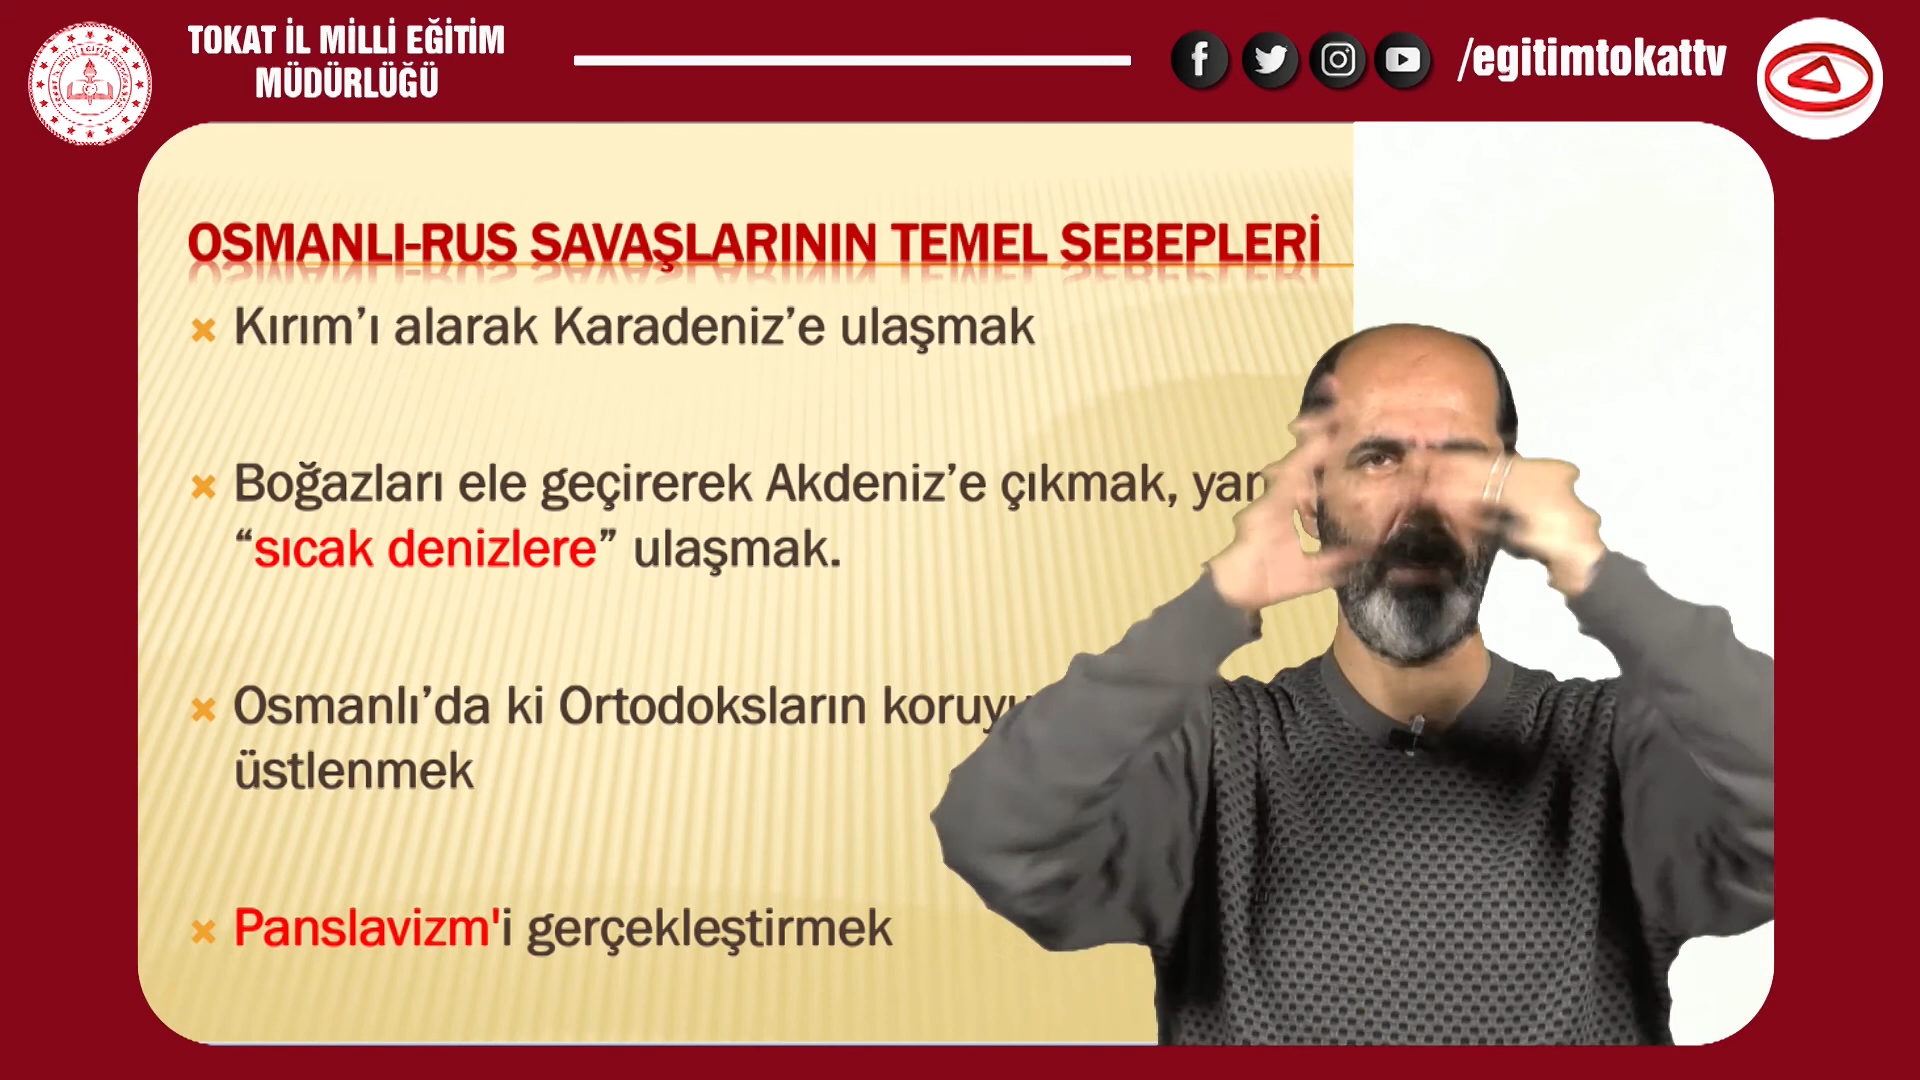 TOKAT İL MİLLİ EĞİTİM
MÜDÜRLÜĞÜ
/egitimtokattv
OSMANLI-RUS SAVAŞLARININ TEMEL SEBEPLERİ
Kırım’ı alarak Karadeniz’e ulaşmak
Boğazları ele geçirerek Akdeniz’e çıkmak,
“sıcak denizlere” ulaşmak.
Osmanlı’da ki Ortodoksların
üstlenmek
Panslavizm'i gerçekleştirmek